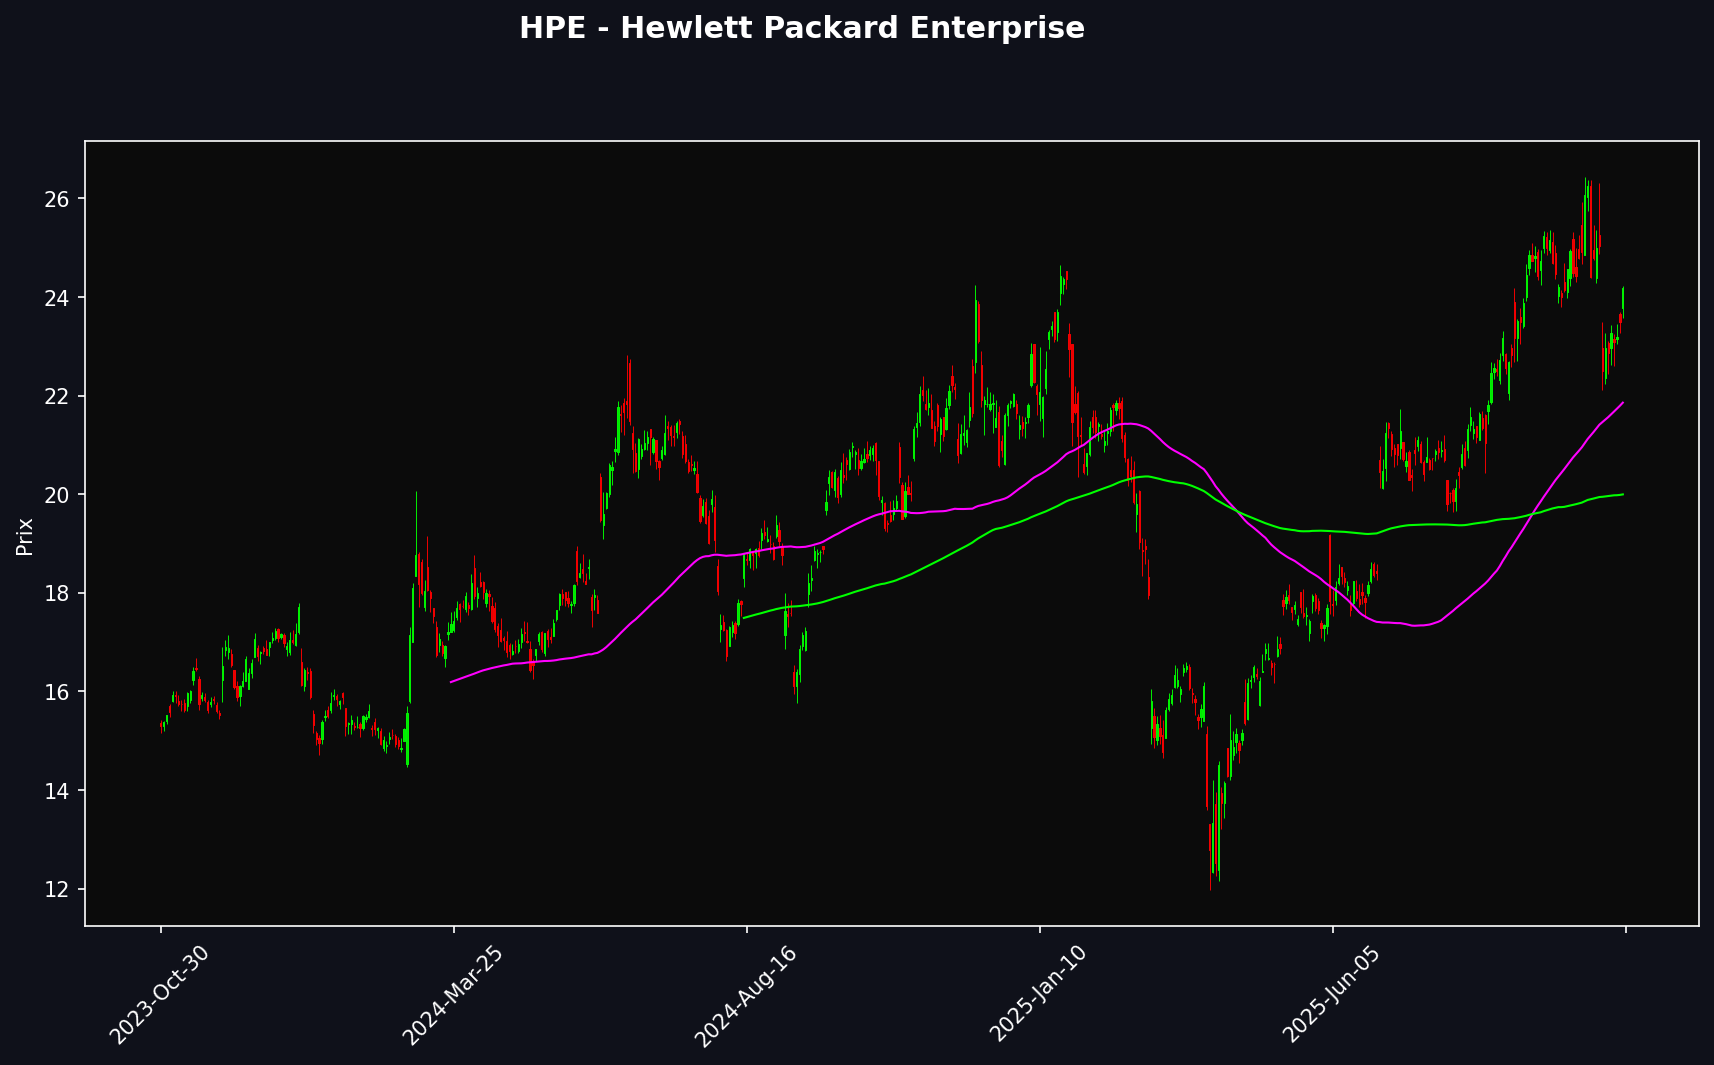 HPE - Hewlett Packard Enterprise
Prix
26
24
22
20
18
16
14
12
2023-Oct-30
2024-Mar-25
2024-Aug-16
2025-Jan-10
2025-Jun-05